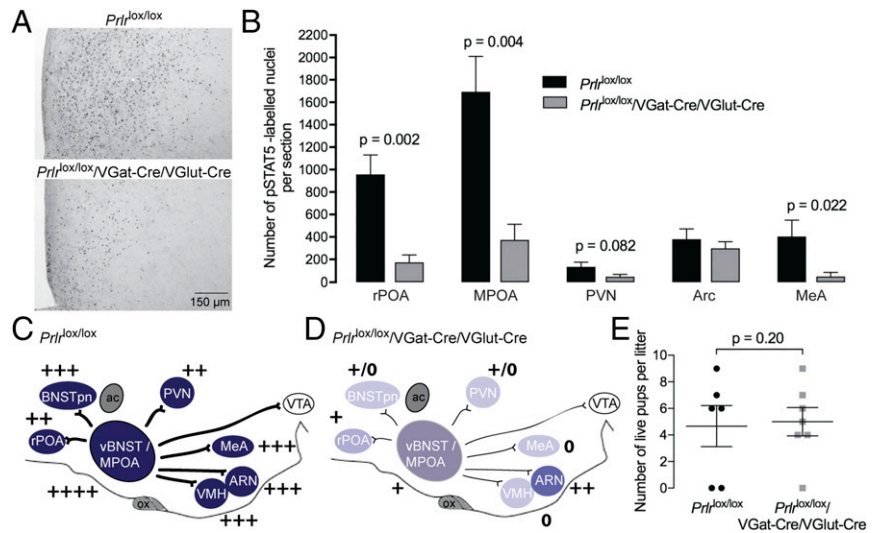 A
Prlr^lox/lox
Prlr^lox/lox/VGat-Cre/VGlut-Cre
150 µm
B
Number of pSTAT5 -labelled nuclei
per section
2200
2000
1800
1600
1400
1200
1000
800
600
400
200
0
p = 0.002
p = 0.004
p = 0.082
p = 0.022
Prlr^lox/lox
Prlr^lox/lox/VGat-Cre/VGlut-Cre
rPOA
MPOA
PVN
Arc
MeA
C
Prlr^lox/lox
+++
BNSTpn
ac
++
PVN
VTA
++
rPOA
vBNST /
MPOA
MeA
+++
ARN
+++
VMH
++++
ox
+++
D
Prlr^lox/lox/VGat-Cre/VGlut-Cre
+/0
BNSTpn
ac
+/0
PVN
VTA
+
rPOA
vBNST /
MPOA
MeA
0
ARN
++
VMH
+
ox
0
E
p = 0.20
Number of live pups per litter
10
8
6
4
2
0
Prlr^lox/lox
Prlr^lox/lox/
VGat-Cre/VGlut-Cre